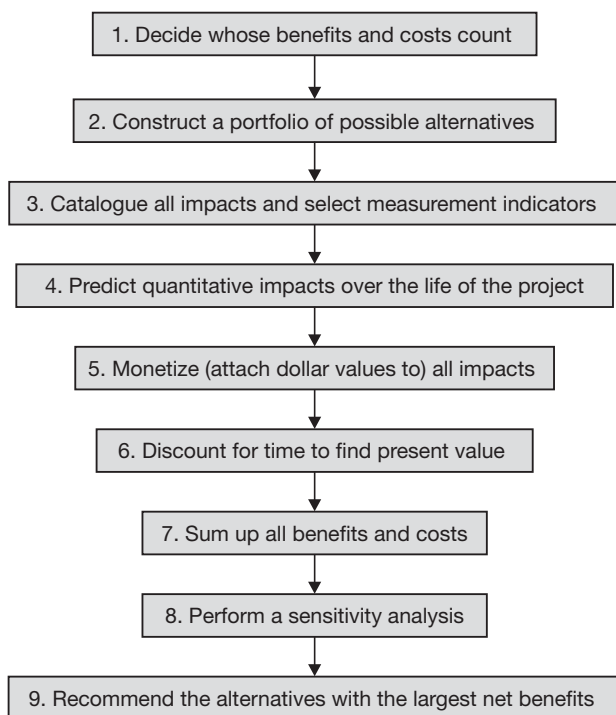 1. Decide whose benefits and costs count
2. Construct a portfolio of possible alternatives
3. Catalogue all impacts and select measurement indicators
4. Predict quantitative impacts over the life of the project
5. Monetize (attach dollar values to) all impacts
6. Discount for time to find present value
7. Sum up all benefits and costs
8. Perform a sensitivity analysis
9. Recommend the alternatives with the largest net benefits